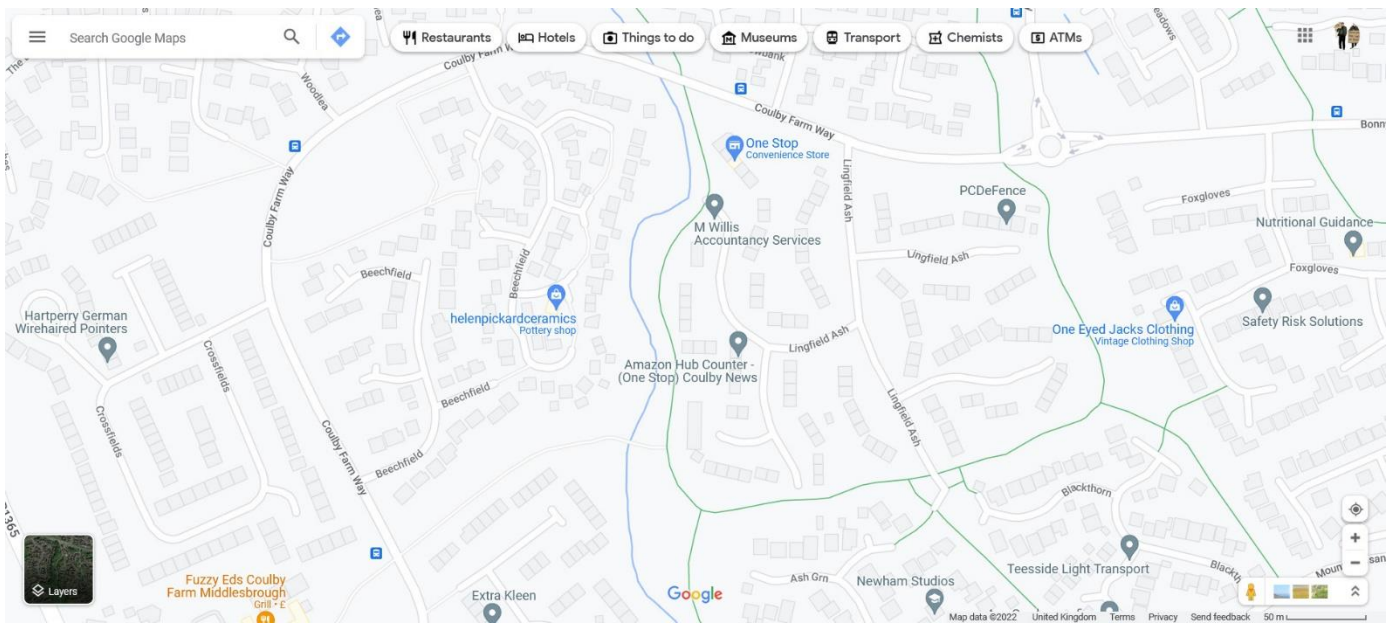 Search Google Maps
Restaurants
Hotels
Things to do
Museums
Transport
Chemists
ATMs
Woodlea
Coulby Farm W
Coulby Farm Way
One Stop
Convenience Store
Lingfield Ash
Bonn
Foxgloves
PCDeFence
Nutritional Guidance
Coulby Farm Way
M Willis
Accountancy Services
Lingfield Ash
Foxgloves
Beechfield
Beechfield
helenpickardceramics
Pottery shop
Hartperry German
Wirehaired Pointers
One Eyed Jacks Clothing
Vintage Clothing Shop
Safety Risk Solutions
Crossfields
Lingfield Ash
Amazon Hub Counter -
(One Stop) Coulby News
Beechfield
Lingfield Ash
Crossfields
Coulby Farm Way
Beechfield
Blackthorn
B1365
Layers
Fuzzy Eds Coulby
Farm Middlesbrough
Grill • £
Extra Kleen
Google
Ash Grn
Newham Studios
Teesside Light Transport
Blackth
Map data ©2022
United Kingdom
Terms
Privacy
Send feedback
50 m